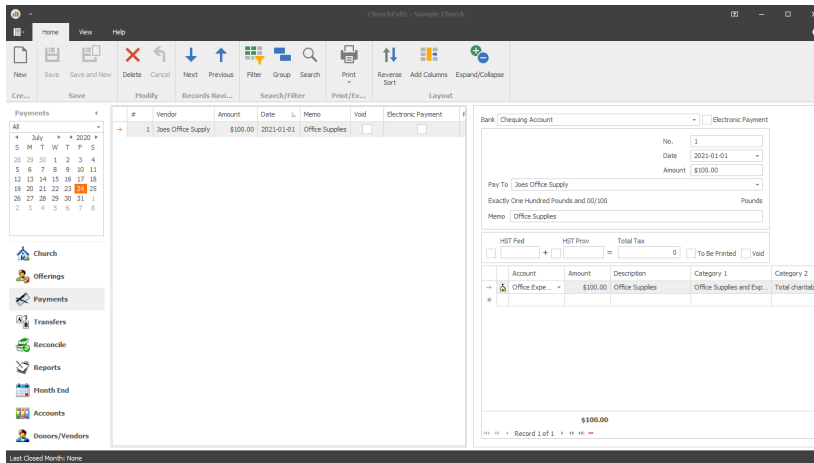 ChurchPal® - Sample Church
Home View Help
New Save Save and New Delete Cancel Next Previous Filter Group Search Print Reverse Sort Add Columns Expand/Collapse
Cre... Save Modify Records Navi... Search/Filter Print/Ex... Layout
Payments
All
July 2020
S M T W T F S
28 29 30 1 2 3 4
5 6 7 8 9 10 11
12 13 14 15 16 17 18
19 20 21 22 23 24 25
26 27 28 29 30 31 1
2 3 4 5 6 7 8
Church
Offerings
Payments
Transfers
Reconcile
Reports
Month End
Accounts
Donors/Vendors
# Vendor Amount Date Memo Void Electronic Payment F
1 Joes Office Supply $100.00 2021-01-01 Office Supplies
Bank Chequing Account Electronic Payment
No. 1
Date 2021-01-01
Amount $100.00
Pay To Joes Office Supply
Exactly One Hundred Pounds and 00/100 Pounds
Memo Office Supplies
HST Fed HST Prov Total Tax
+ = 0 To Be Printed Void
Account Amount Description Category 1 Category 2
Office Expe... $100.00 Office Supplies Office Supplies and Exp... Total charitab
$100.00
Record 1 of 1
Last Closed Month: None